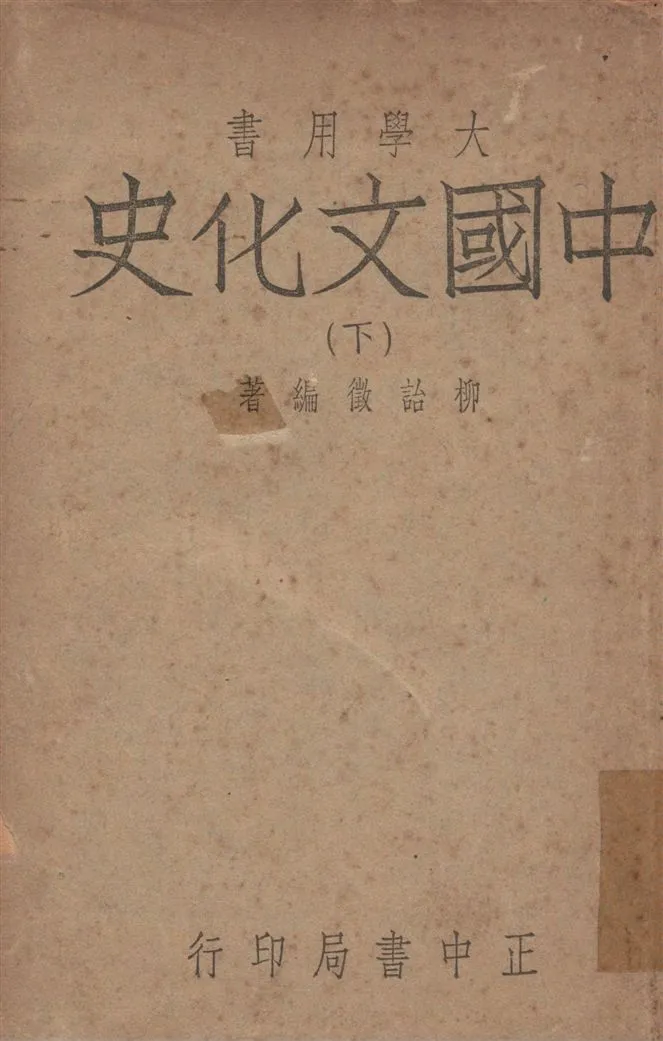 大學用書
中國文化史
(下)
柳詒徵編著
正中書局印行